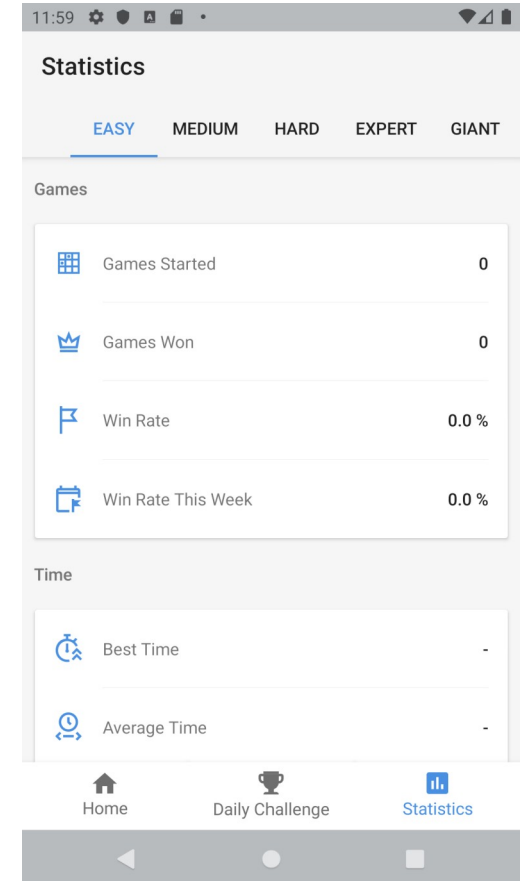 11:59
Statistics
EASY MEDIUM HARD EXPERT GIANT
Games
Games Started 0
Games Won 0
Win Rate 0.0 %
Win Rate This Week 0.0 %
Time
Best Time -
Average Time -
Home Daily Challenge Statistics